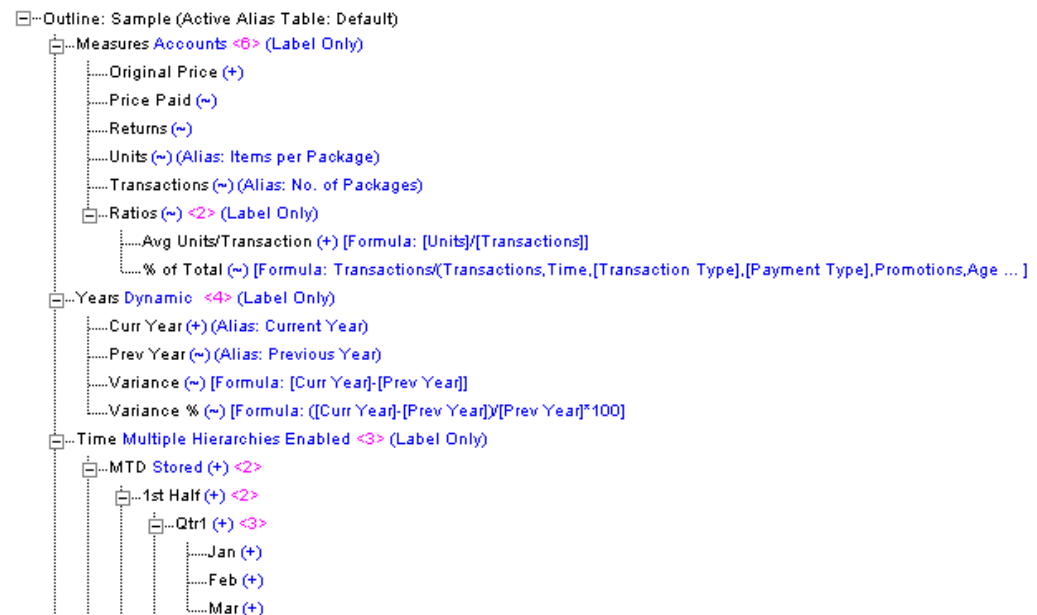 Outline: Sample (Active Alias Table: Default)
Measures Accounts <6> (Label Only)
Original Price (+)
Price Paid (~)
Returns (~)
Units (~) (Alias: Items per Package)
Transactions (~) (Alias: No. of Packages)
Ratios (~) <2> (Label Only)
Avg Units/Transaction (+) [Formula: [Units]/[Transactions]]
% of Total (~) [Formula: Transactions/(Transactions,Time,[Transaction Type],[Payment Type],Promotions,Age ... ]
Years Dynamic <4> (Label Only)
Curr Year (+) (Alias: Current Year)
Prev Year (~) (Alias: Previous Year)
Variance (~) [Formula: [Curr Year]-[Prev Year]]
Variance % (~) [Formula: ([Curr Year]-[Prev Year])/[Prev Year]*100]
Time Multiple Hierarchies Enabled <3> (Label Only)
MTD Stored (+) <2>
1st Half (+) <2>
Qtr1 (+) <3>
Jan (+)
Feb (+)
Mar (+)